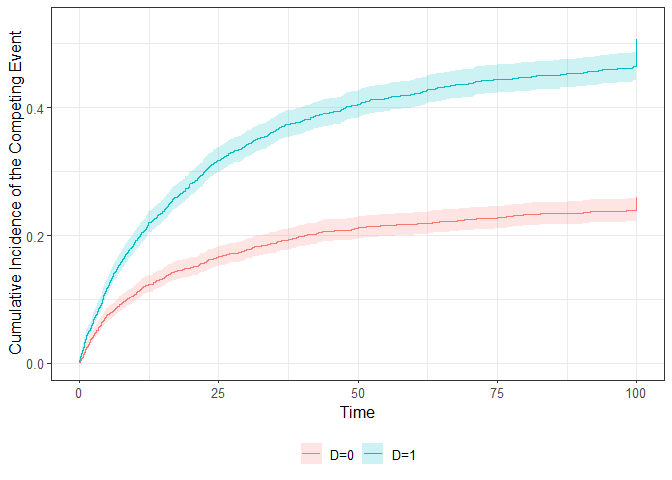 Cumulative Incidence of the Competing Event
0.4
0.2
0.0
0 25 50 75 100
Time
D=0 D=1